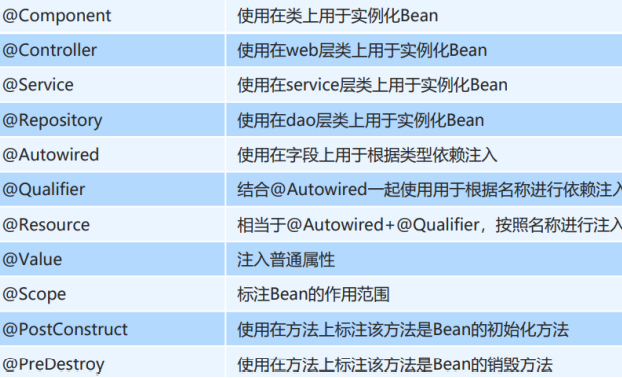 @Component 使用在类上用于实例化Bean
@Controller 使用在web层类上用于实例化Bean
@Service 使用在service层类上用于实例化Bean
@Repository 使用在dao层类上用于实例化Bean
@Autowired 使用在字段上用于根据类型依赖注入
@Qualifier 结合@Autowired一起使用用于根据名称进行依赖注入
@Resource 相当于@Autowired+@Qualifier，按照名称进行注入
@Value 注入普通属性
@Scope 标注Bean的作用范围
@PostConstruct 使用在方法上标注该方法是Bean的初始化方法
@PreDestroy 使用在方法上标注该方法是Bean的销毁方法